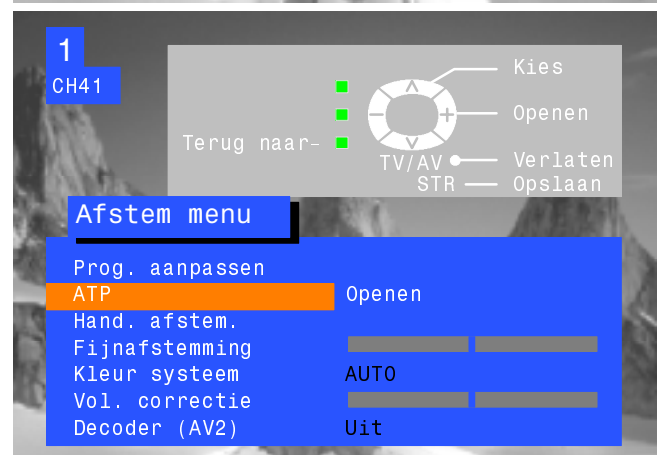 1
CH41
Kies
Openen
Terug naar-
TV/AV Verlaten
STR Opslaan
Afstem menu
Prog. aanpassen
ATP Openen
Hand. afstem.
Fijnafstemming
Kleur systeem AUTO
Vol. correctie
Decoder (AV2) Uit